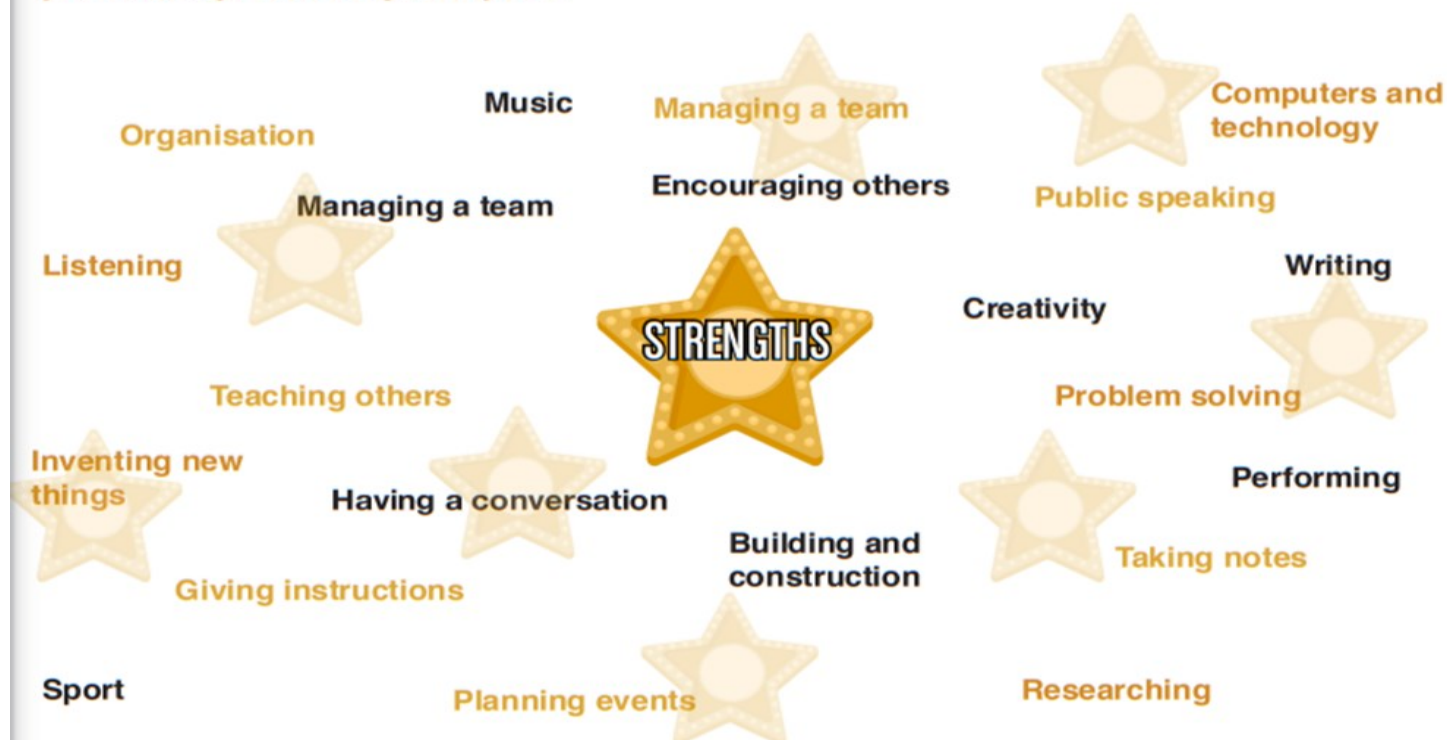 Music
Managing a team
Computers and
technology
Organisation
Encouraging others
Public speaking
Managing a team
Listening
Writing
Creativity
STRENGTHS
Teaching others
Problem solving
Inventing new
things
Having a conversation
Performing
Building and
construction
Taking notes
Giving instructions
Sport
Planning events
Researching